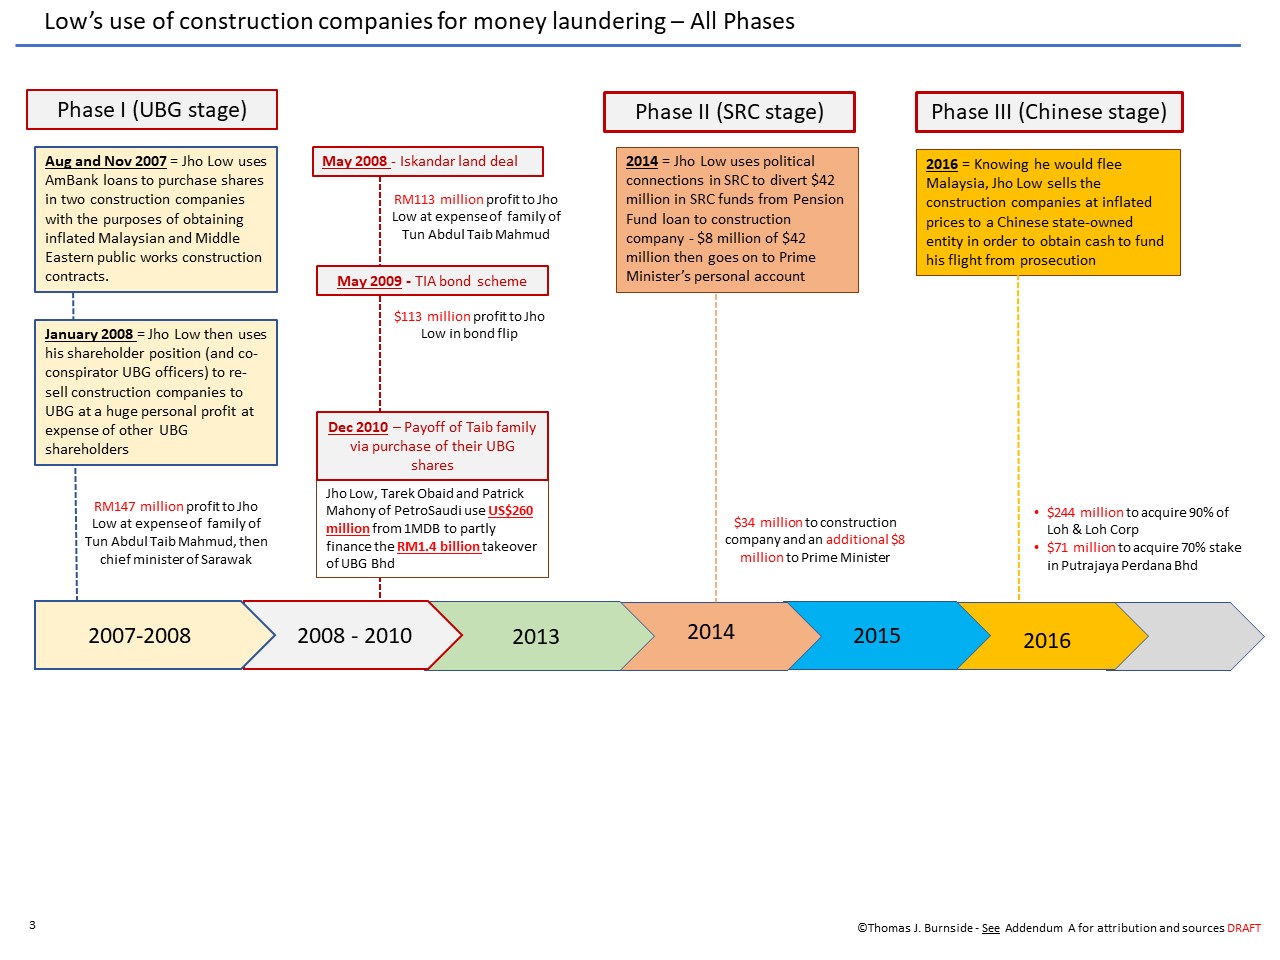 Low's use of construction companies for money laundering – All Phases
Phase I (UBG stage)
Aug and Nov 2007 = Jho Low uses
AmBank loans to purchase shares
in two construction companies
with the purposes of obtaining
inflated Malaysian and Middle
Eastern public works construction
contracts.
January 2008 = Jho Low then uses
his shareholder position (and co-
conspirator UBG officers) to re-
sell construction companies to
UBG at a huge personal profit at
expense of other UBG
shareholders
RM147 million profit to Jho
Low at expense of family of
Tun Abdul Taib Mahmud, then
chief minister of Sarawak
May 2008 - Iskandar land deal
RM113 million profit to Jho
Low at expense of family of
Tun Abdul Taib Mahmud
May 2009 - TIA bond scheme
$113 million profit to Jho
Low in bond flip
Dec 2010 – Payoff of Taib family
via purchase of their UBG
shares
Jho Low, Tarek Obaid and Patrick
Mahony of PetroSaudi use US$260
million from 1MDB to partly
finance the RM1.4 billion takeover
of UBG Bhd
Phase II (SRC stage)
2014 = Jho Low uses political
connections in SRC to divert $42
million in SRC funds from Pension
Fund loan to construction
company - $8 million of $42
million then goes on to Prime
Minister's personal account
$34 million to construction
company and an additional $8
million to Prime Minister
Phase III (Chinese stage)
2016 = Knowing he would flee
Malaysia, Jho Low sells the
construction companies at inflated
prices to a Chinese state-owned
entity in order to obtain cash to fund
his flight from prosecution
• $244 million to acquire 90% of
Loh & Loh Corp
• $71 million to acquire 70% stake
in Putrajaya Perdana Bhd
2007-2008
2008 - 2010
2013
2014
2015
2016
3
©Thomas J. Burnside - See Addendum A for attribution and sources DRAFT